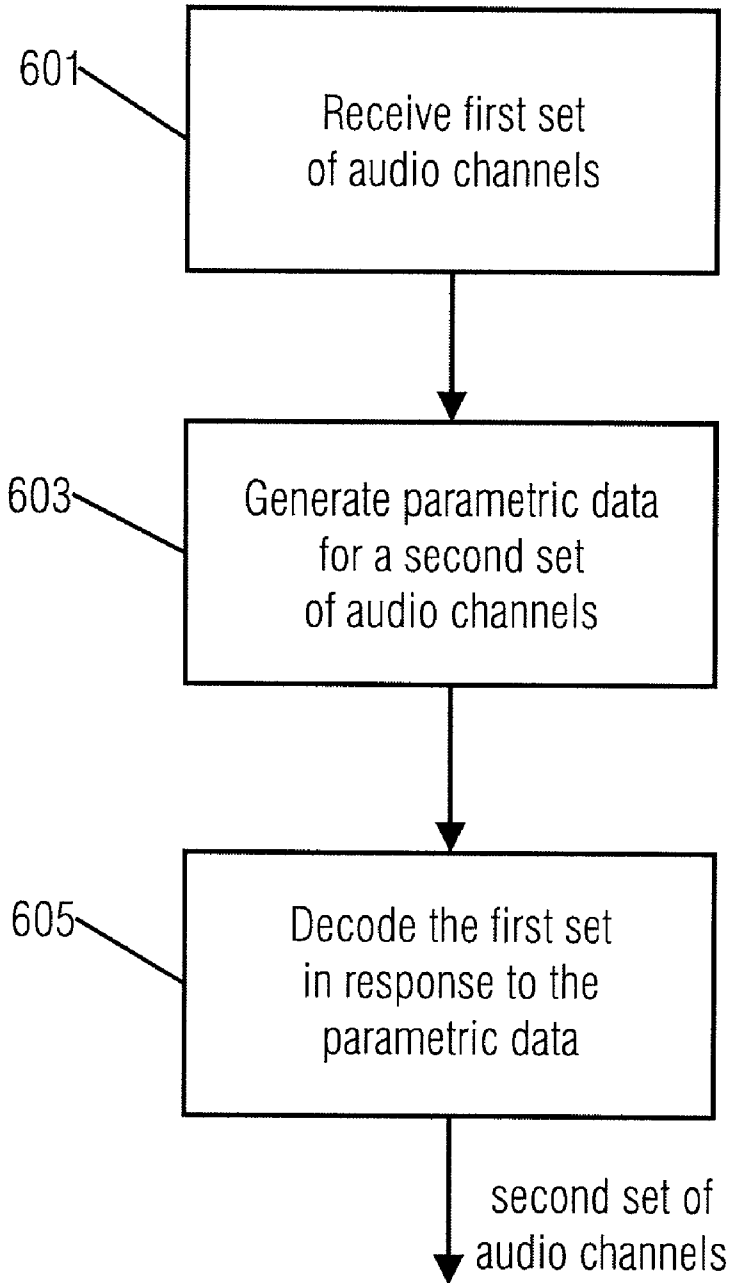 601
Receive first set
of audio channels
603
Generate parametric data
for a second set
of audio channels
605
Decode the first set
in response to the
parametric data
second set of
audio channels